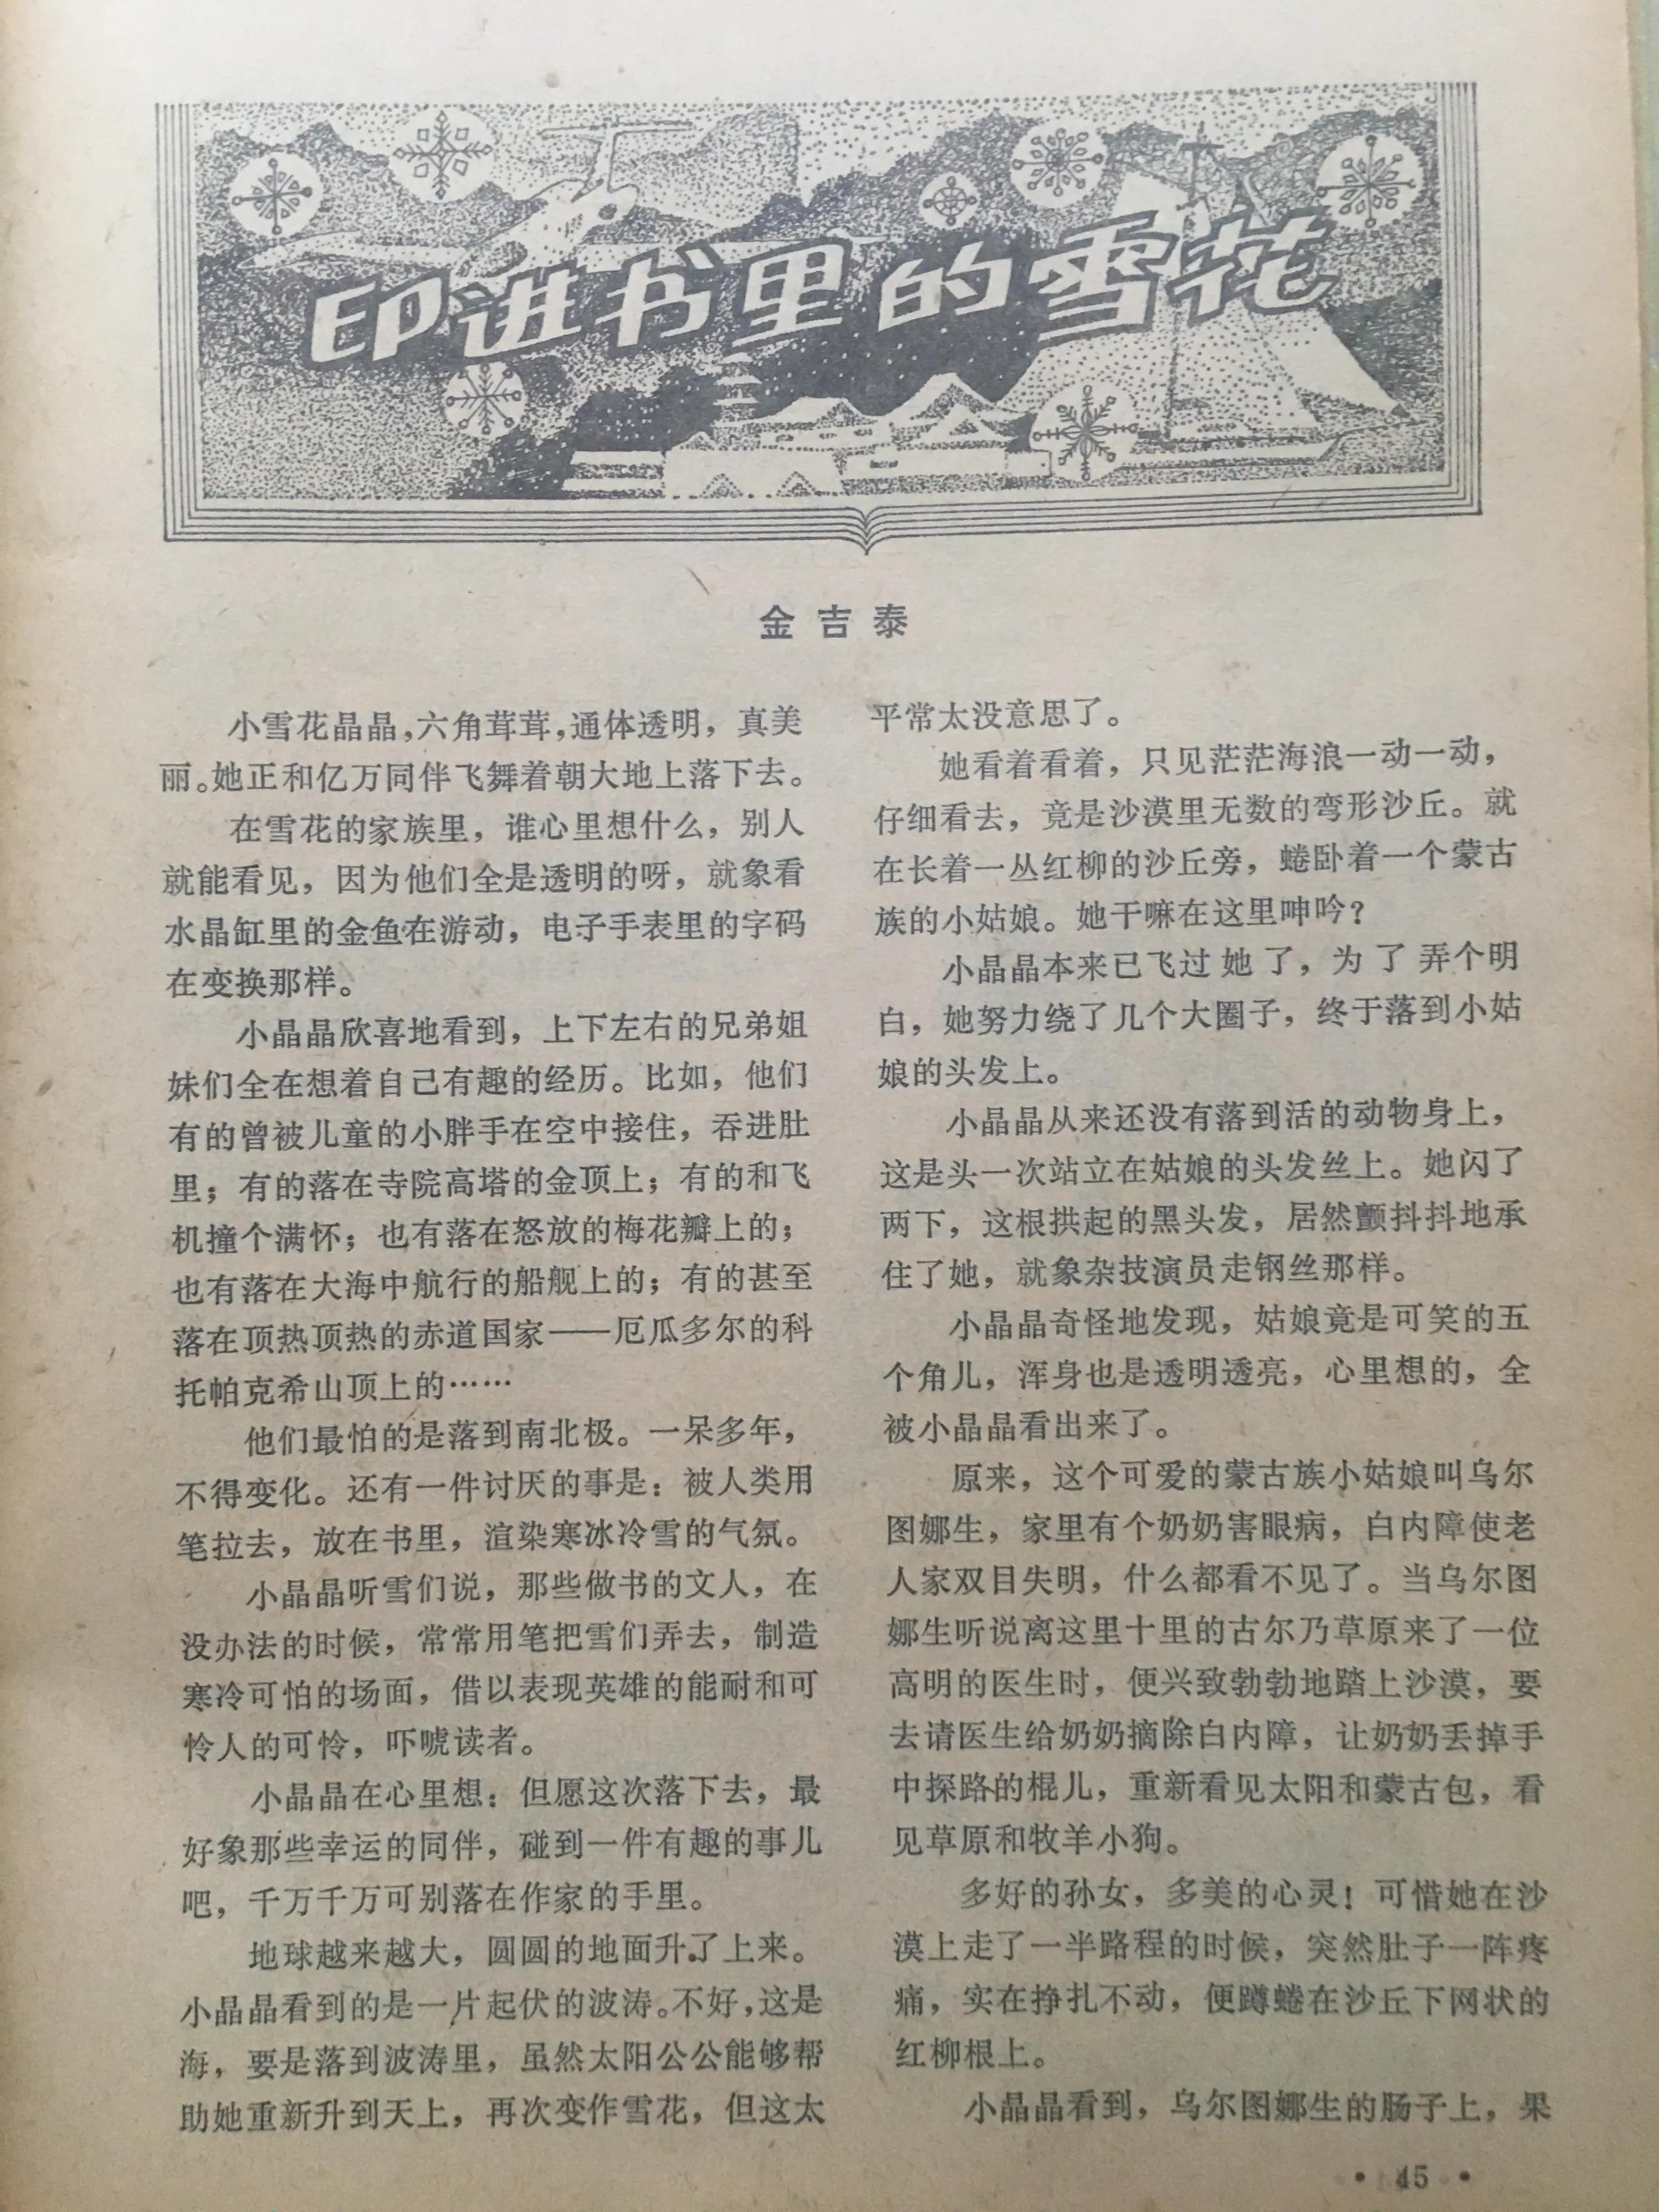 印进书里的雪花
金吉泰
小雪花晶晶，六角茸茸，通体透明，真美
丽。她正和亿万同伴飞舞着朝大地上落下去。
在雪花的家族里，谁心里想什么，别人
就能看见，因为他们全是透明的呀，就象看
水晶缸里的金鱼在游动，电子手表里的字码
在变换那样。
小晶晶欣喜地看到，上下左右的兄弟姐
妹们全在想着自己有趣的经历。比如，他们
有的曾被儿童的小胖手在空中接住，吞进肚
里；有的落在寺院高塔的金顶上；有的和飞
机撞个满怀；也有落在怒放的梅花瓣上的；
也有落在大海中航行的船舰上的；有的甚至
落在顶热顶热的赤道国家——厄瓜多尔的科
托帕克希山顶上的……
他们最怕的是落到南北极。一呆多年，
不得变化。还有一件讨厌的事是：被人类用
笔拉去，放在书里，渲染寒冰冷雪的气氛。
小晶晶听雪们说，那些做书的文人，在
没办法的时候，常常用笔把雪们弄去，制造
寒冷可怕的场面，借以表现英雄的能耐和可
怜人的可怜，吓唬读者。
小晶晶在心里想：但愿这次落下去，最
好象那些幸运的同伴，碰到一件有趣的事儿
吧，千万千万可别落在作家的手里。
地球越来越大，圆圆的地面升了上来。
小晶晶看到的是一片起伏的波涛。不好，这是
海，要是落到波涛里，虽然太阳公公能够帮
助她重新升到天上，再次变作雪花，但这太
平常太没意思了。
她看着看着，只见茫茫海浪一动一动，
仔细看去，竟是沙漠里无数的弯形沙丘。就
在长着一丛红柳的沙丘旁，蜷卧着一个蒙古
族的小姑娘。她干嘛在这里呻吟？
小晶晶本来已飞过她了，为了弄个明
白，她努力绕了几个大圈子，终于落到小姑
娘的头发上。
小晶晶从来还没有落到活的动物身上，
这是头一次站立在姑娘的头发丝上。她闪了
两下，这根拱起的黑头发，居然颤抖抖地承
住了她，就象杂技演员走钢丝那样。
小晶晶奇怪地发现，姑娘竟是可笑的五
个角儿，浑身也是透明透亮，心里想的，全
被小晶晶看出来了。
原来，这个可爱的蒙古族小姑娘叫乌尔
图娜生，家里有个奶奶害眼病，白内障使老
人家双目失明，什么都看不见了。当乌尔图
娜生听说离这里十里的古尔乃草原来了一位
高明的医生时，便兴致勃勃地踏上沙漠，要
去请医生给奶奶摘除白内障，让奶奶丢掉手
中探路的棍儿，重新看见太阳和蒙古包，看
见草原和牧羊小狗。
多好的孙女，多美的心灵！可惜她在沙
漠上走了一半路程的时候，突然肚子一阵疼
痛，实在挣扎不动，便蹲蜷在沙丘下网状的
红柳根上。
小晶晶看到，乌尔图娜生的肠子上，果
• 45 •